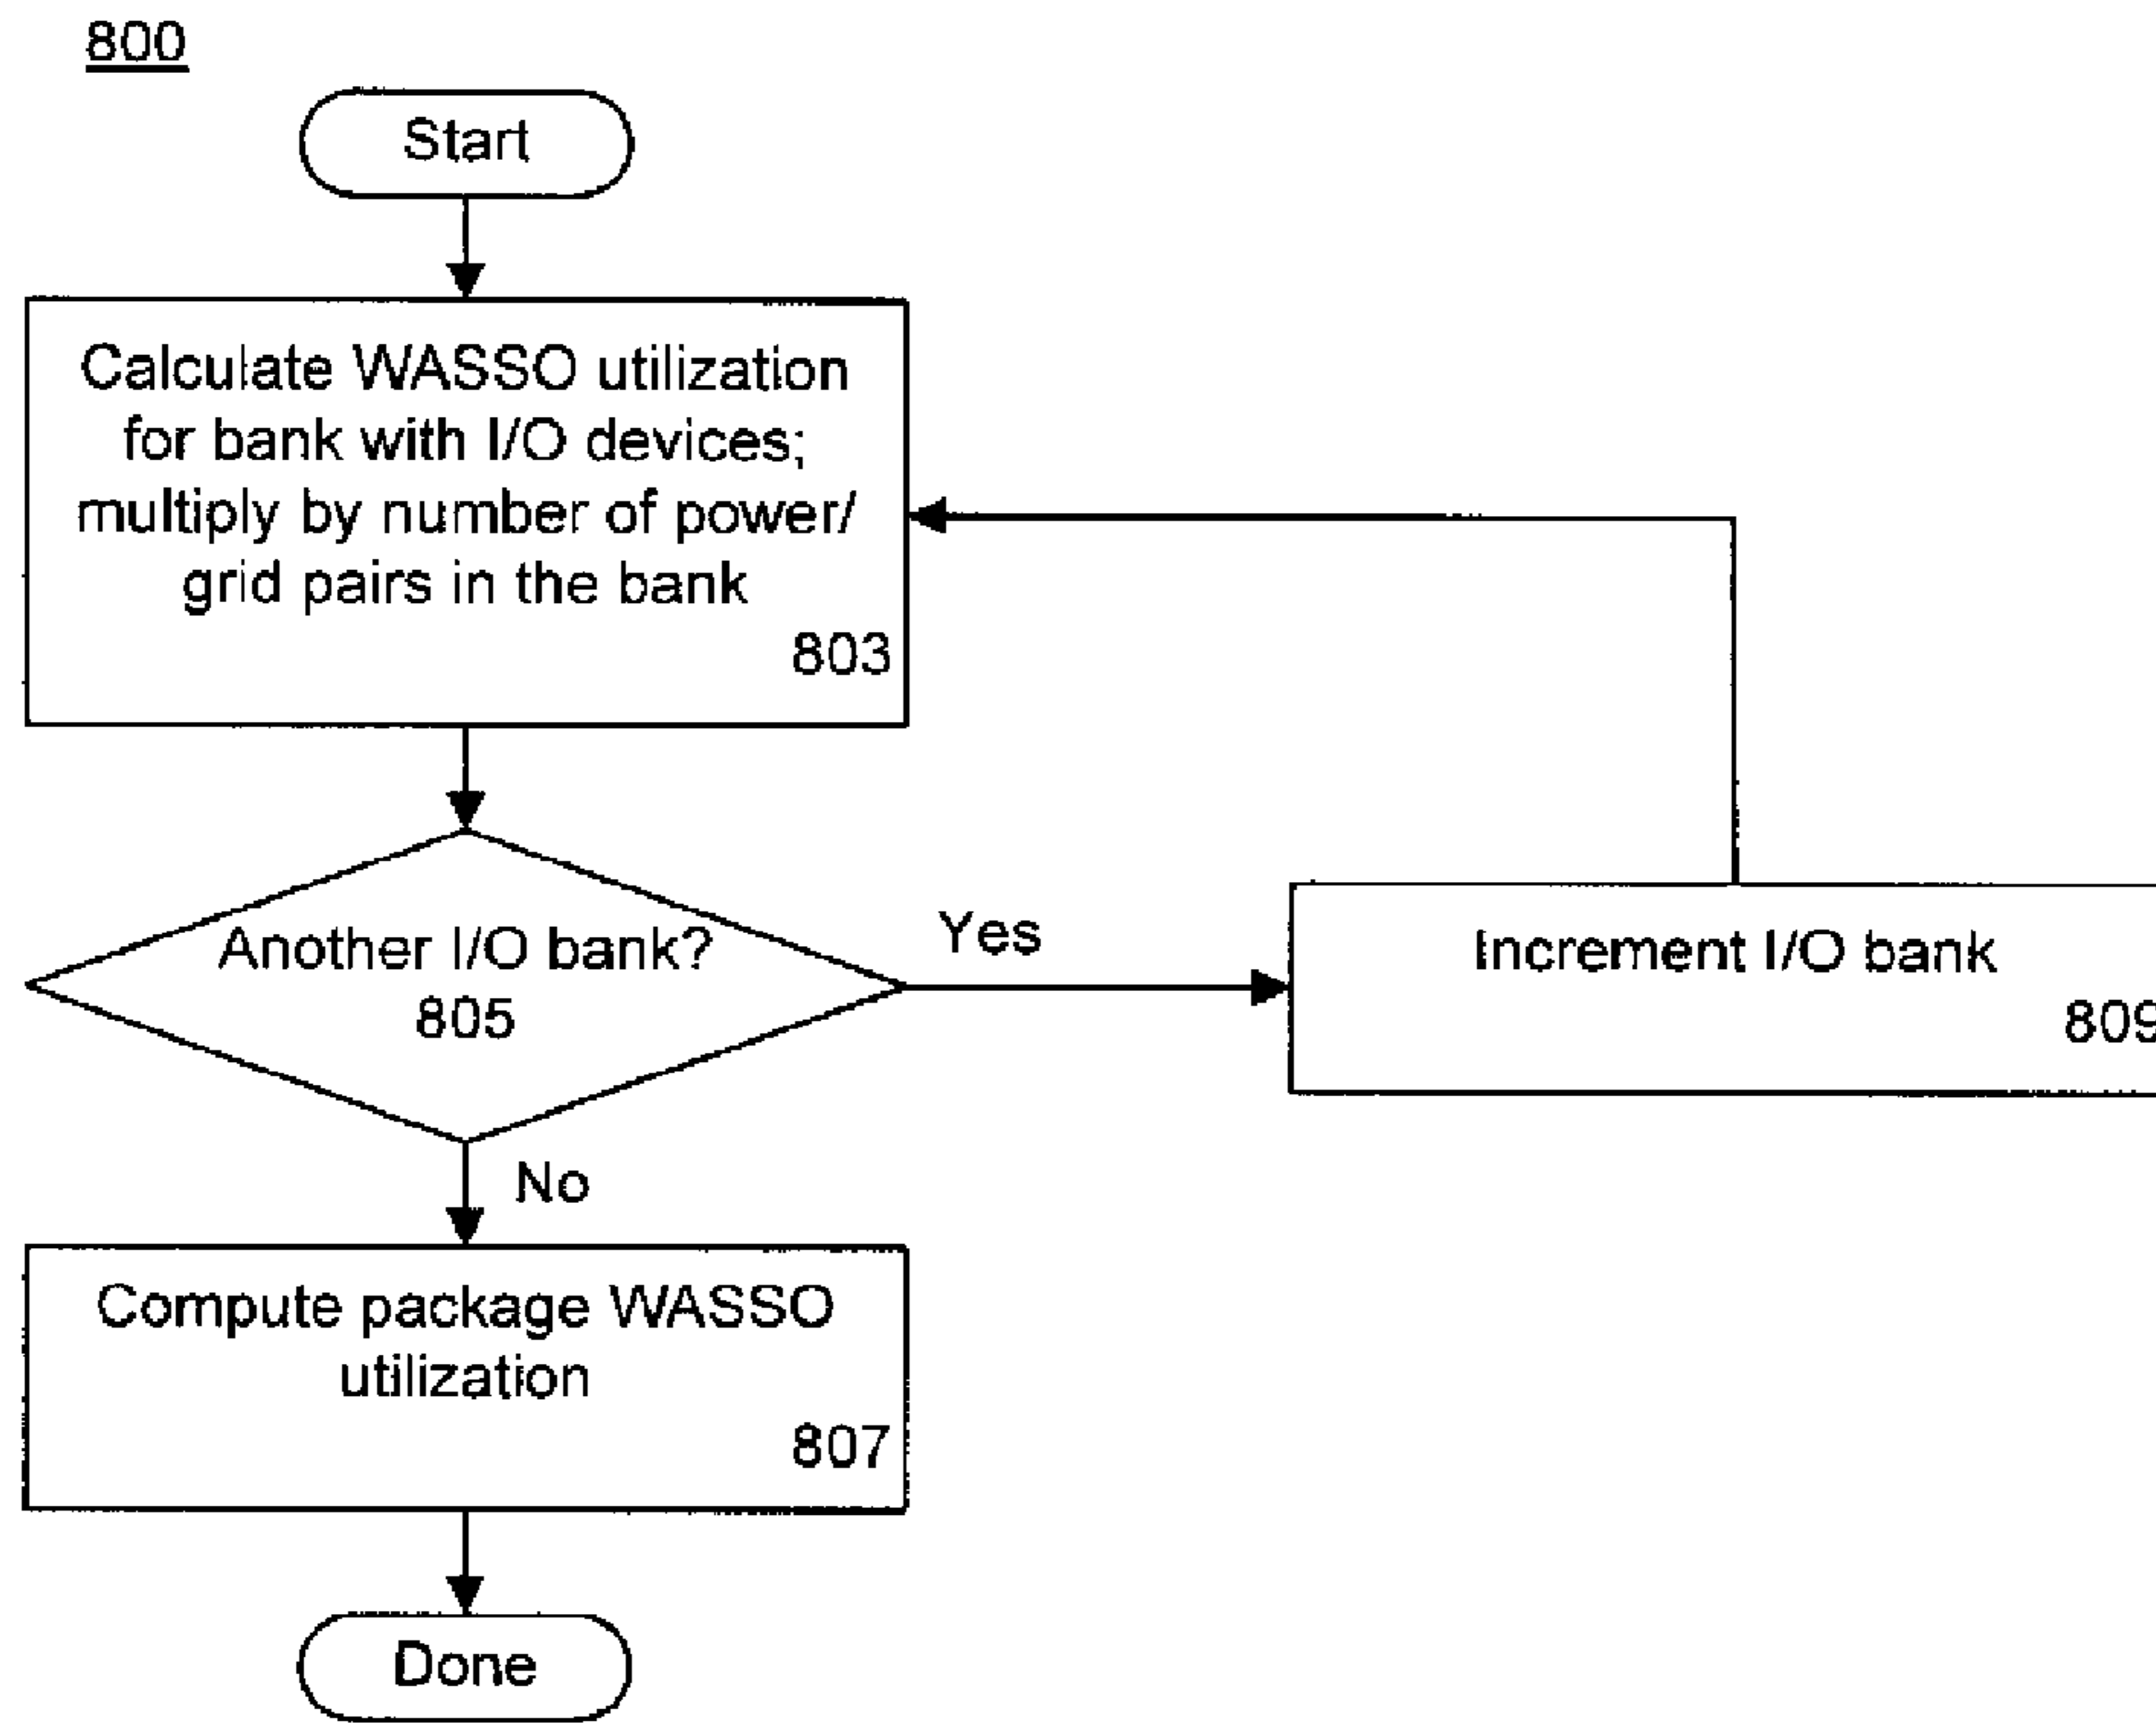 800
Start
Calculate WASSO utilization
for bank with I/O devices;
multiply by number of power/
grid pairs in the bank
803
Another I/O bank?
805
Yes
Increment I/O bank
809
No
Compute package WASSO
utilization
807
Done